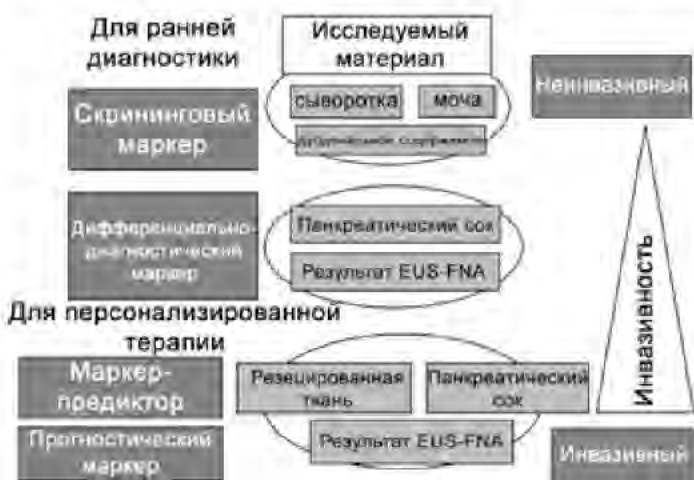 Для ранней
диагностики
Исследуемый
материал
Неинвазивный
Скрининговый
маркер
сыворотка
моча
Дифференциально-
диагностический
маркер
Панкреатический сок
Результат EUS-FNA
Инвазивность
Для персонализированной
терапии
Маркер-
предиктор
Резецированная
ткань
Панкреатический
сок
Прогностический
маркер
Результат EUS-FNA
Инвазивный